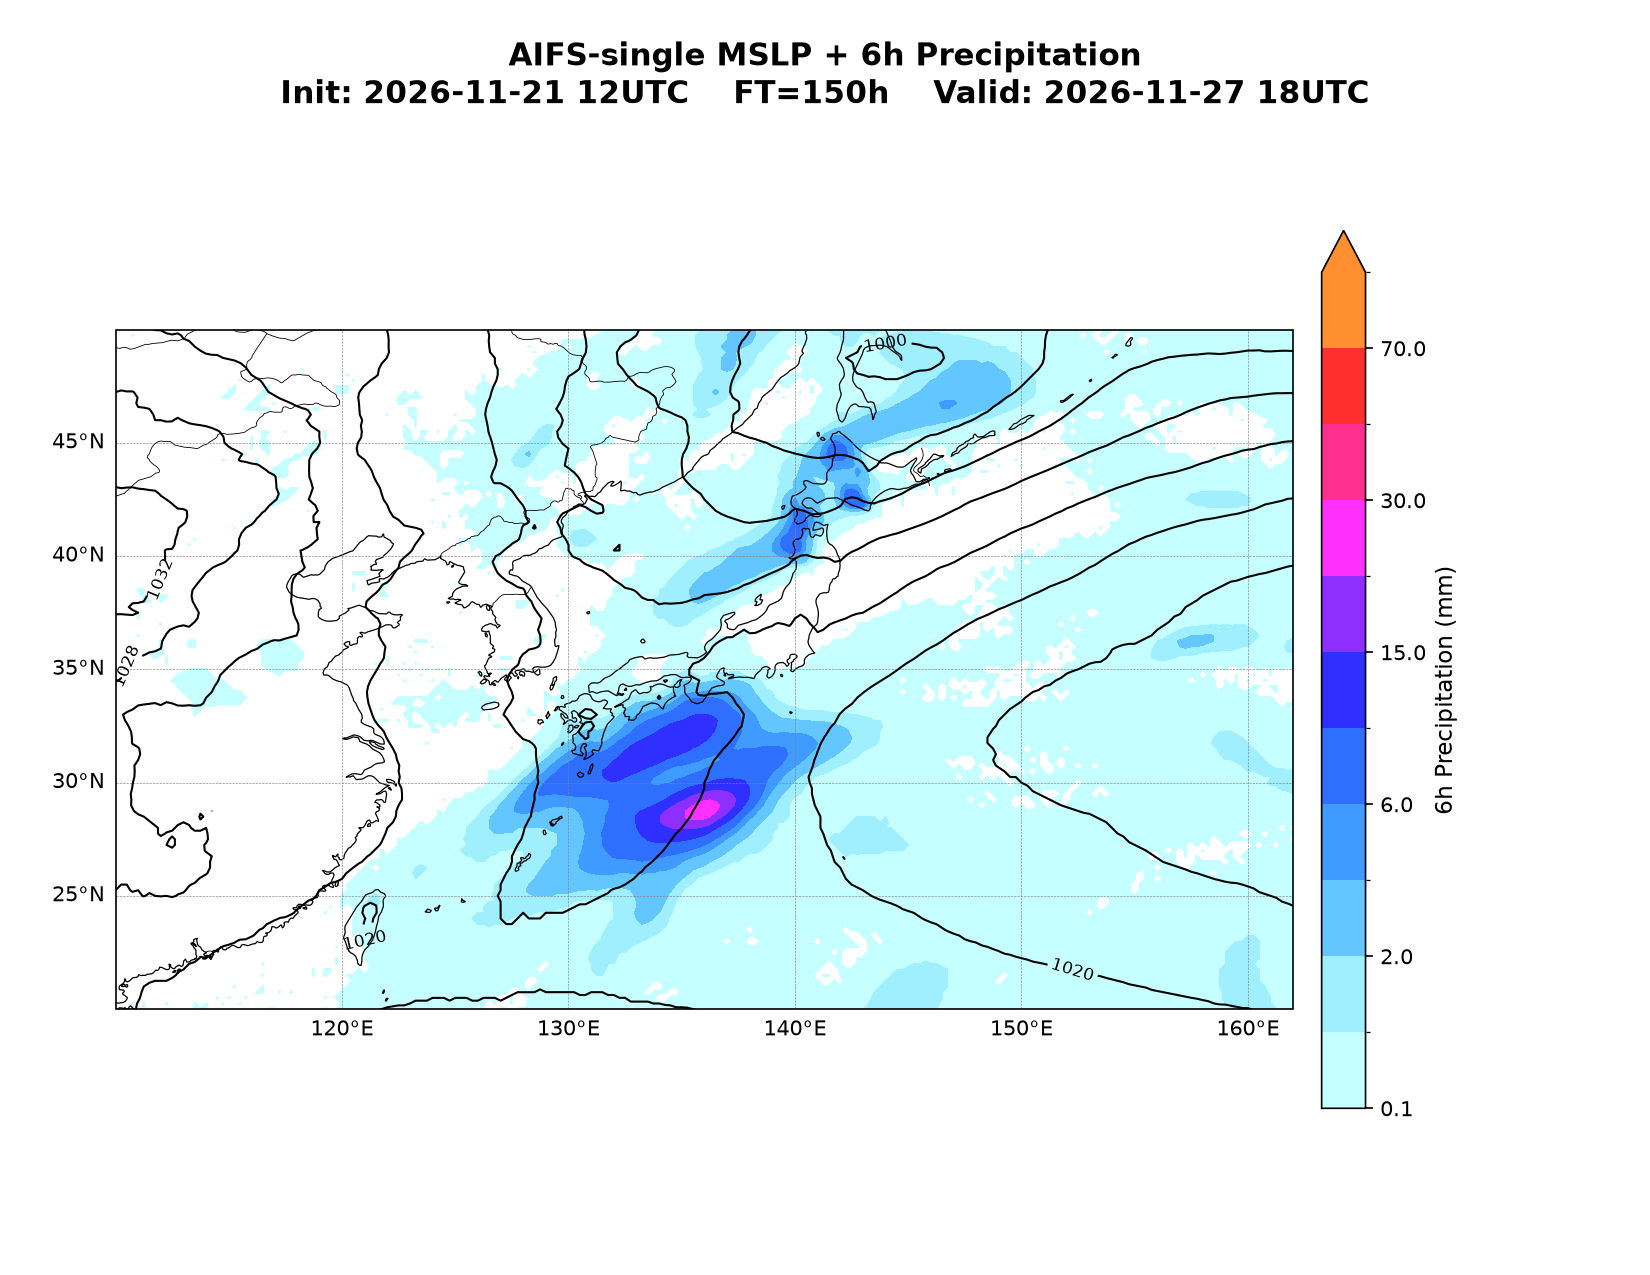 AIFS-single MSLP + 6h Precipitation
Init: 2026-11-21 12UTC    FT=150h    Valid: 2026-11-27 18UTC
1000
1032
1028
1020
1020
45°N
40°N
35°N
30°N
25°N
120°E
130°E
140°E
150°E
160°E
70.0
30.0
15.0
6.0
2.0
0.1
6h Precipitation (mm)